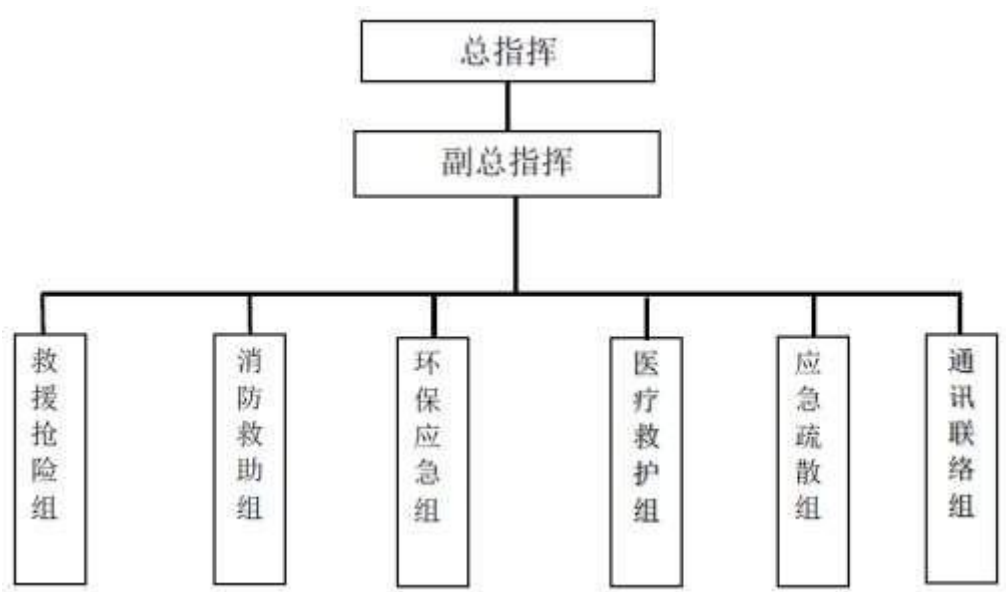 总指挥
副总指挥
救援抢险组
消防救助组
环保应急组
医疗救护组
应急疏散组
通讯联络组